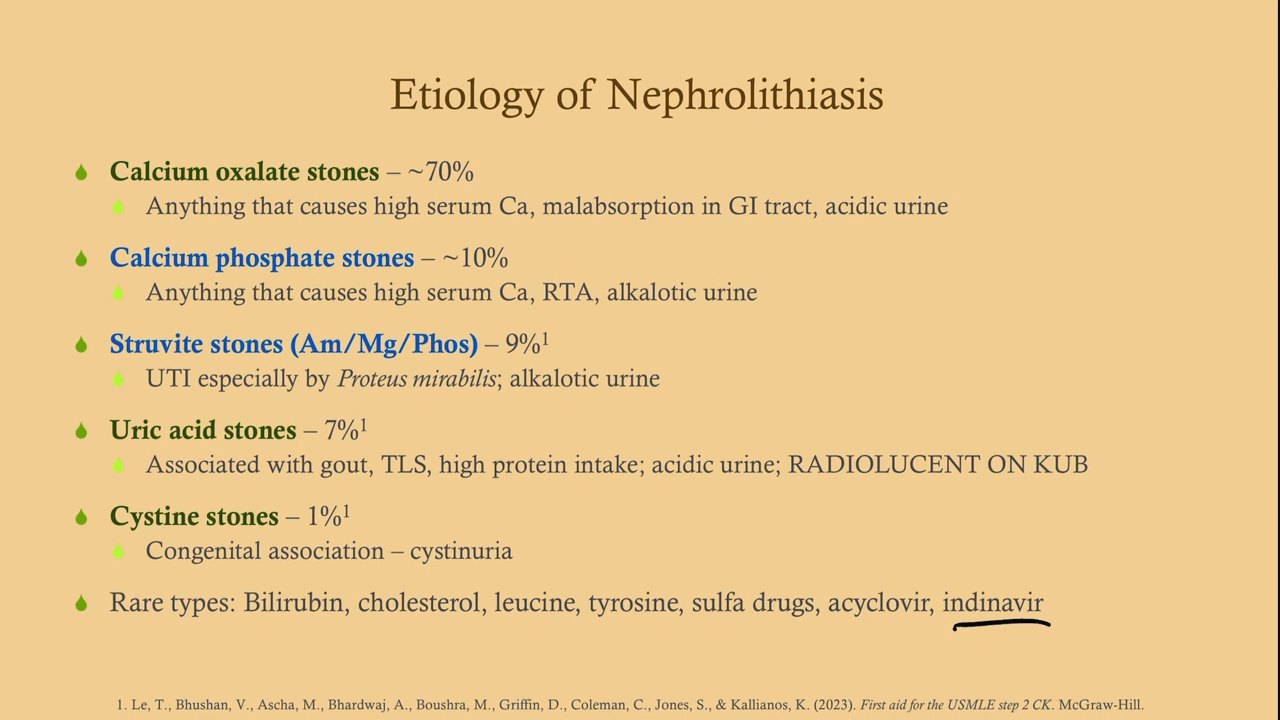 Etiology of Nephrolithiasis
Calcium oxalate stones – ~70%
Anything that causes high serum Ca, malabsorption in GI tract, acidic urine
Calcium phosphate stones – ~10%
Anything that causes high serum Ca, RTA, alkalotic urine
Struvite stones (Am/Mg/Phos) – 9%¹
UTI especially by Proteus mirabilis; alkalotic urine
Uric acid stones – 7%¹
Associated with gout, TLS, high protein intake; acidic urine; RADIOLUCENT ON KUB
Cystine stones – 1%¹
Congenital association – cystinuria
Rare types: Bilirubin, cholesterol, leucine, tyrosine, sulfa drugs, acyclovir, indinavir
1. Le, T., Bhushan, V., Ascha, M., Bhardwaj, A., Boushra, M., Griffin, D., Coleman, C., Jones, S., & Kallianos, K. (2023). First aid for the USMLE step 2 CK. McGraw-Hill.